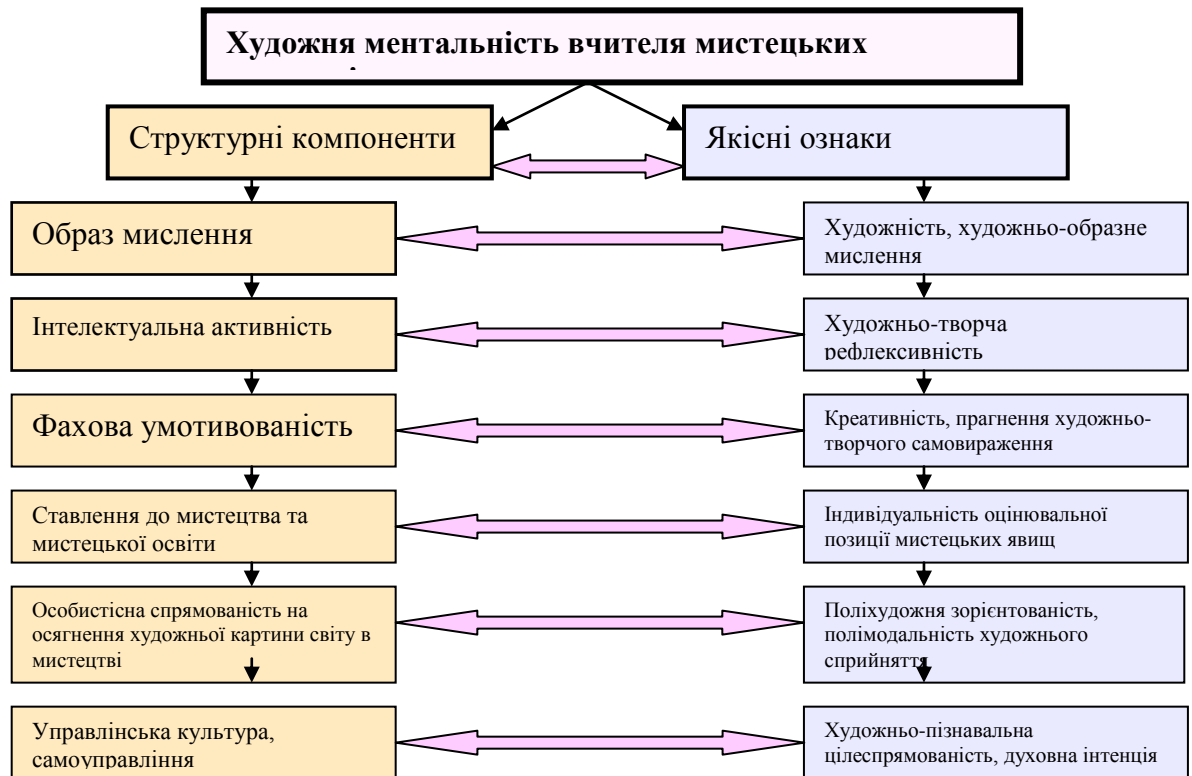 Художня ментальність вчителя мистецьких
Структурні компоненти
Якісні ознаки
Образ мислення
Художність, художньо-образне
мислення
Інтелектуальна активність
Художньо-творча
рефлексивність
Фахова умотивованість
Креативність, прагнення художньо-
творчого самовираження
Ставлення до мистецтва та
мистецької освіти
Індивідуальність оцінювальної
позиції мистецьких явищ
Особистісна спрямованість на
осягнення художньої картини світу в
мистецтві
Поліхудожня зорієнтованість,
полімодальність художнього
сприйняття
Управлінська культура,
самоуправління
Художньо-пізнавальна
цілеспрямованість, духовна інтенція